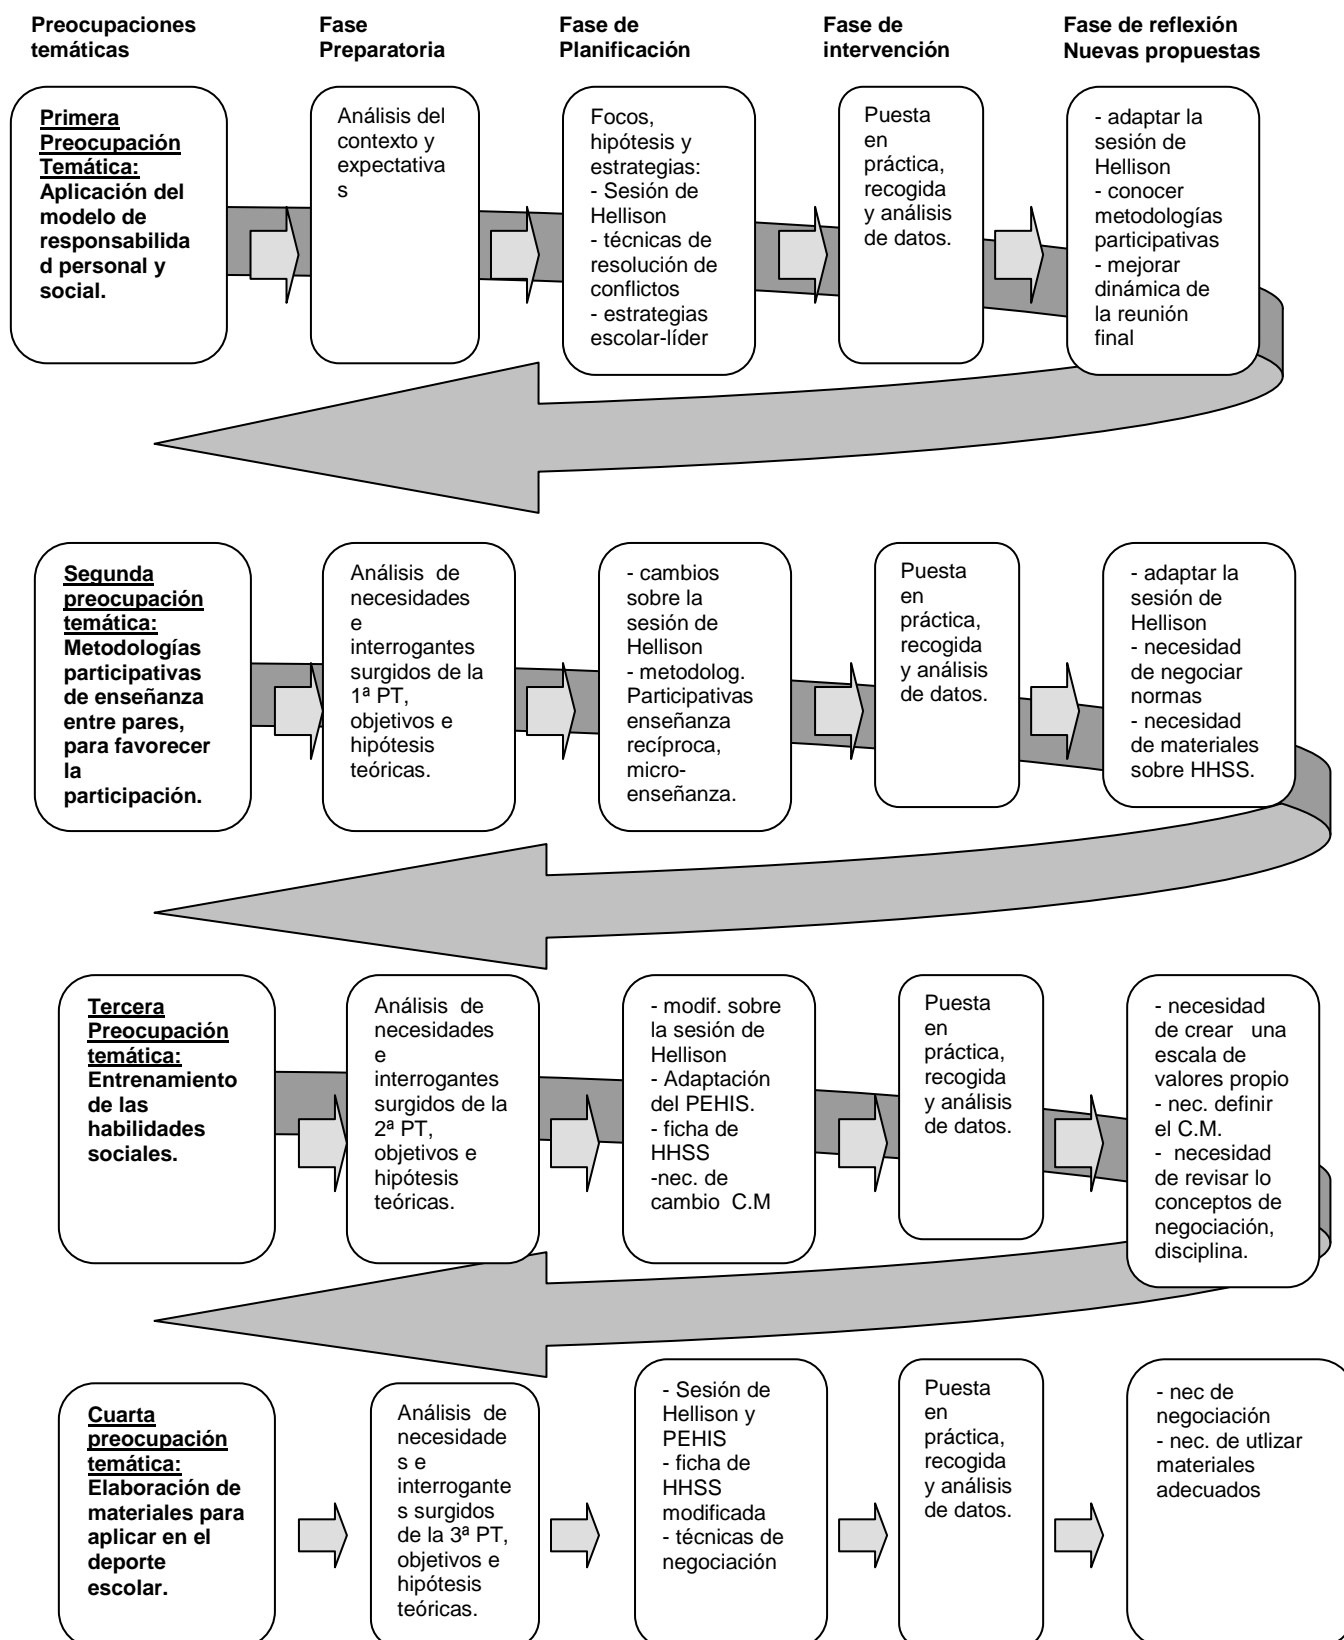 Preocupaciones
temáticas
Fase
Preparatoria
Fase de
Planificación
Fase de
intervención
Fase de reflexión
Nuevas propuestas
Primera
Preocupación
Temática:
Aplicación del
modelo de
responsabilida
d personal y
social.
Análisis del
contexto y
expectativa
s
Focos,
hipótesis y
estrategias:
- Sesión de
Hellison
- técnicas de
resolución de
conflictos
- estrategias
escolar-líder
Puesta
en
práctica,
recogida
y análisis
de datos.
- adaptar la
sesión de
Hellison
- conocer
metodologías
participativas
- mejorar
dinámica de
la reunión
final
Segunda
preocupación
temática:
Metodologías
participativas
de enseñanza
entre pares,
para favorecer
la
participación.
Análisis de
necesidades
e
interrogantes
surgidos de la
1ª PT,
objetivos e
hipótesis
teóricas.
- cambios
sobre la
sesión de
Hellison
- metodolog.
Participativas
enseñanza
recíproca,
micro-
enseñanza.
Puesta
en
práctica,
recogida
y análisis
de datos.
- adaptar la
sesión de
Hellison
- necesidad
de negociar
normas
- necesidad
de materiales
sobre HHSS.
Tercera
Preocupación
temática:
Entrenamiento
de las
habilidades
sociales.
Análisis de
necesidades
e
interrogantes
surgidos de la
2ª PT,
objetivos e
hipótesis
teóricas.
- modif. sobre
la sesión de
Hellison
- Adaptación
del PEHIS.
- ficha de
HHSS
-nec. de
cambio C.M
Puesta
en
práctica,
recogida
y análisis
de datos.
- necesidad
de crear una
escala de
valores propio
- nec. definir
el C.M.
- necesidad
de revisar lo
conceptos de
negociación,
disciplina.
Cuarta
preocupación
temática:
Elaboración de
materiales para
aplicar en el
deporte
escolar.
Análisis de
necesidade
s e
interrogante
s surgidos
de la 3ª PT,
objetivos e
hipótesis
teóricas.
- Sesión de
Hellison y
PEHIS
- ficha de
HHSS
modificada
- técnicas de
negociación
Puesta
en
práctica,
recogida
y análisis
de datos.
- nec de
negociación
- nec. de utlizar
materiales
adecuados